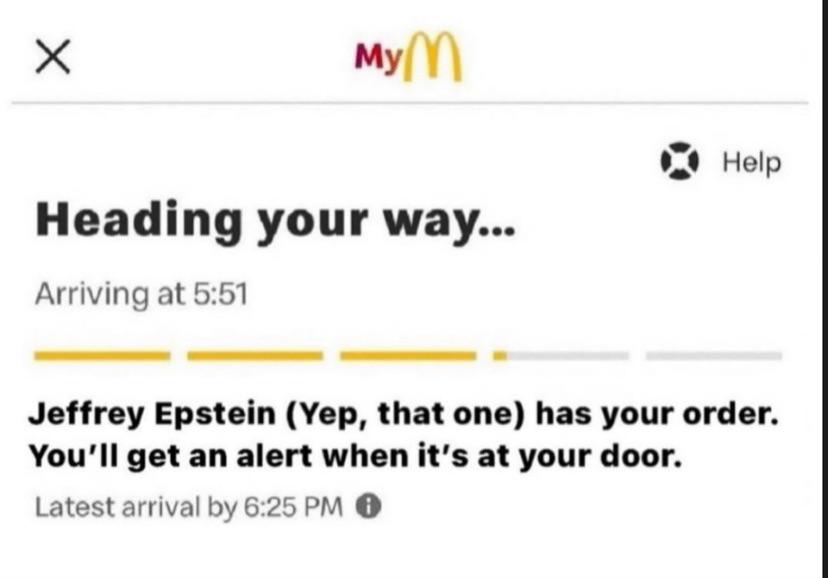 My
Help
Heading your way...
Arriving at 5:51
Jeffrey Epstein (Yep, that one) has your order.
You'll get an alert when it's at your door.
Latest arrival by 6:25 PM